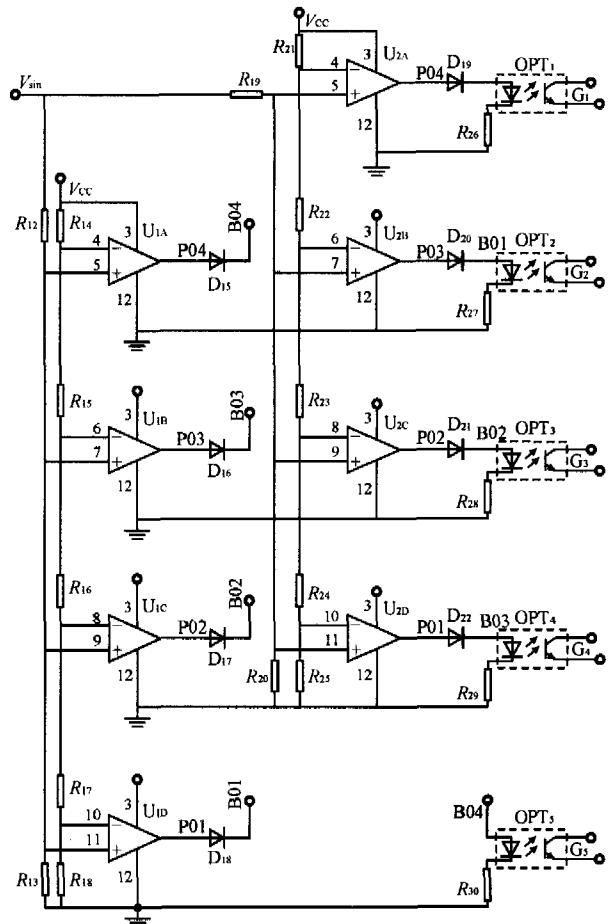 VCC
R21
3
U2A
4
5
12
P04
D19
OPT1
G1
R26
Vsin
R19
VCC
R12
R14
3
U1A
4
5
12
P04
D15
B04
R22
3
U2B
6
7
12
P03
D20
B01
OPT2
G2
R27
R15
3
U1B
6
7
12
P03
D16
B03
R23
3
U2C
8
9
12
P02
D21
B02
OPT3
G3
R28
R16
3
U1C
8
9
12
P02
D17
B02
R24
3
U2D
10
11
12
P01
D22
B03
OPT4
G4
R20
R25
R29
R17
3
U1D
10
11
12
P01
D18
B01
R13
R18
B04
OPT5
G5
R30